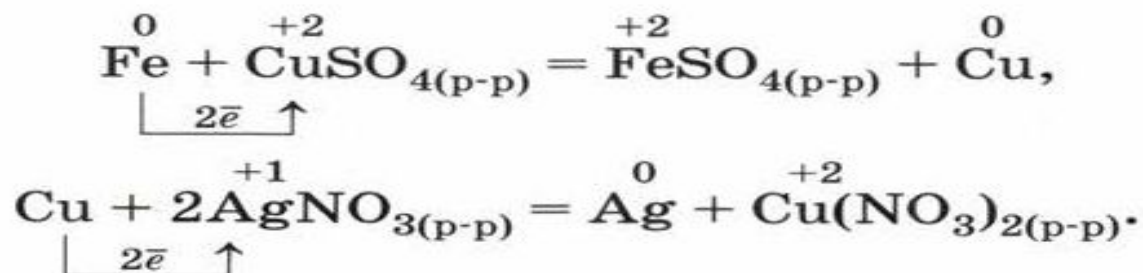 0 +2 +2 0
Fe + CuSO₄(р-р) = FeSO₄(р-р) + Cu,
2ē
+1 0 +2
Cu + 2AgNO₃(р-р) = Ag + Cu(NO₃)₂(р-р).
2ē